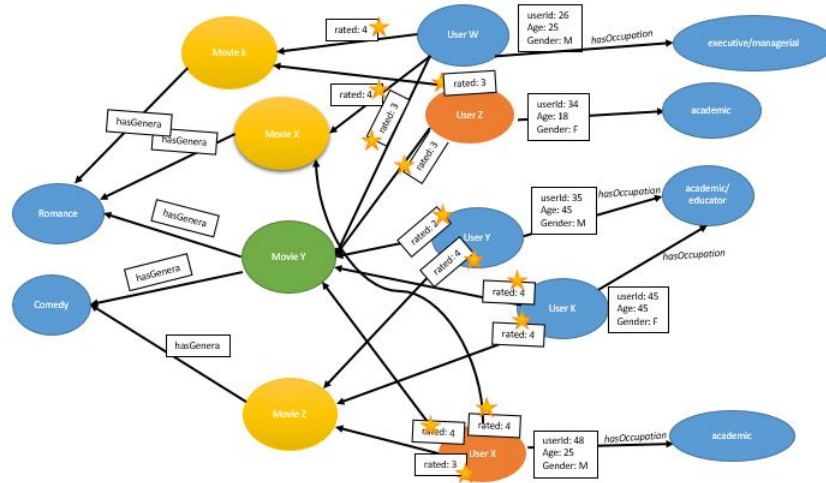 Movie k
rated: 4
User W
userId: 26
Age: 25
Gender: M
hasOccupation
executive/managerial
rated: 3
rated: 4
rated: 3
User Z
userId: 34
Age: 18
Gender: F
academic
hasGenera
Movie X
hasGenera
rated: 3
Romance
hasGenera
Movie Y
rated: 2
User Y
userId: 35
Age: 45
Gender: M
hasOccupation
academic/
educator
hasGenera
rated: 4
hasOccupation
Comedy
rated: 4
User K
userId: 45
Age: 45
Gender: F
rated: 4
hasGenera
Movie Z
rated: 4
rated: 4
User X
rated: 3
userId: 48
Age: 25
Gender: M
hasOccupation
academic